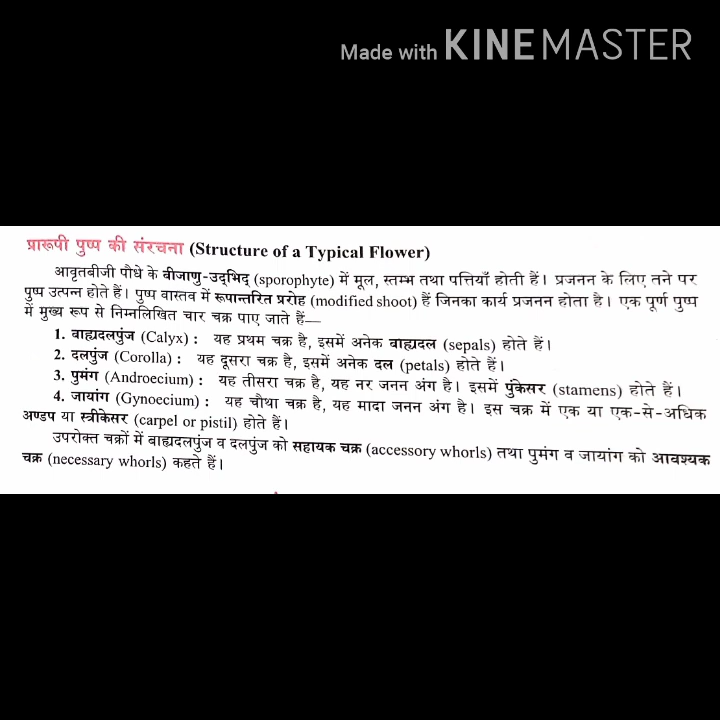 Made with KINEMASTER
प्रारूपी पुष्प की संरचना (Structure of a Typical Flower)
आवृतबीजी पौधे के बीजाणु-उद्भिद् (sporophyte) में मूल, स्तम्भ तथा पत्तियाँ होती हैं। प्रजनन के लिए तने पर
पुष्प उत्पन्न होते हैं। पुष्प वास्तव में रूपान्तरित प्ररोह (modified shoot) हैं जिनका कार्य प्रजनन होता है। एक पूर्ण पुष्प
में मुख्य रूप से निम्नलिखित चार चक्र पाए जाते हैं—
1. वाह्यदलपुंज (Calyx) : यह प्रथम चक्र है, इसमें अनेक वाह्यदल (sepals) होते हैं।
2. दलपुंज (Corolla) : यह दूसरा चक्र है, इसमें अनेक दल (petals) होते हैं।
3. पुमंग (Androecium) : यह तीसरा चक्र है, यह नर जनन अंग है। इसमें पुंकेसर (stamens) होते हैं।
4. जायांग (Gynoecium) : यह चौथा चक्र है, यह मादा जनन अंग है। इस चक्र में एक या एक-से-अधिक
अण्डप या स्त्रीकेसर (carpel or pistil) होते हैं।
उपरोक्त चक्रों में बाह्यदलपुंज व दलपुंज को सहायक चक्र (accessory whorls) तथा पुमंग व जायांग को आवश्यक
चक्र (necessary whorls) कहते हैं।